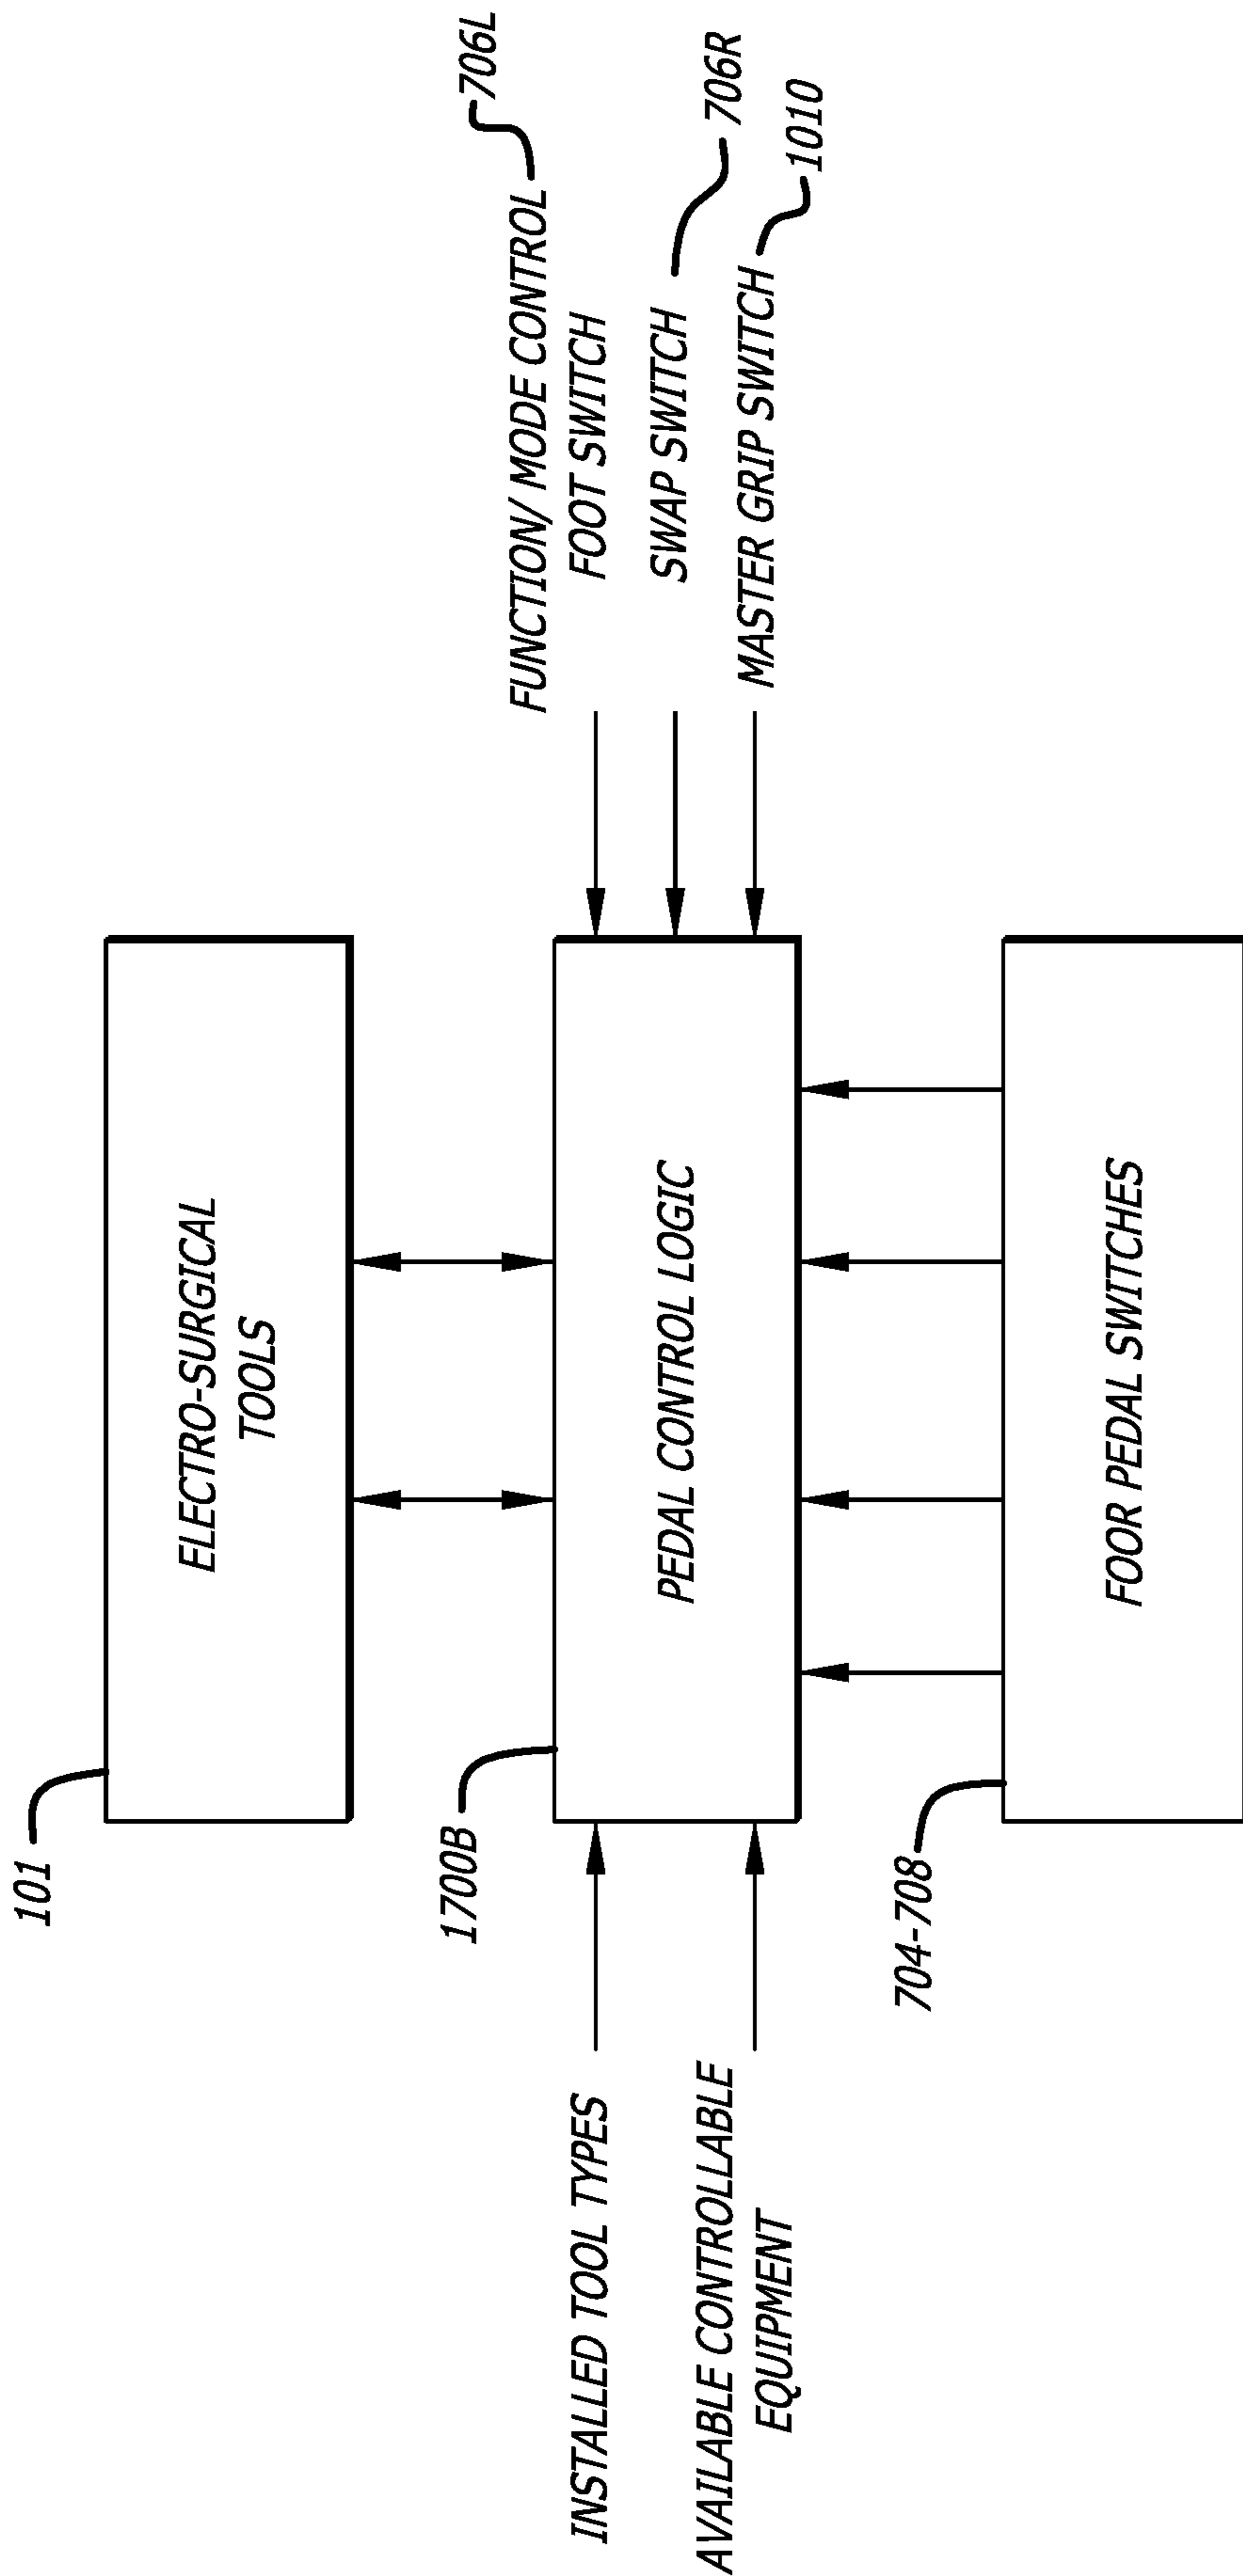 101
ELECTRO-SURGICAL
TOOLS
1700B
INSTALLED TOOL TYPES
AVAILABLE CONTROLLABLE
EQUIPMENT
PEDAL CONTROL LOGIC
FUNCTION/ MODE CONTROL
FOOT SWITCH
706L
SWAP SWITCH
706R
MASTER GRIP SWITCH
1010
704-708
FOOR PEDAL SWITCHES